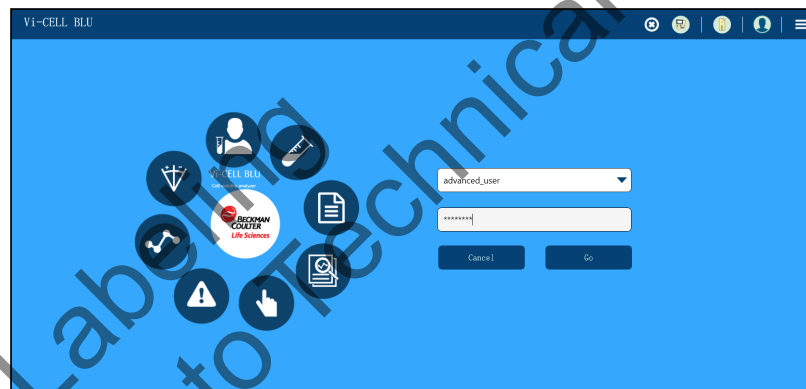 Vi-CELL BLU
Vi-CELL BLU
BECKMAN
COULTER
Life Sciences
advanced_user
********
Cancel
Go
Labeling
to Technical